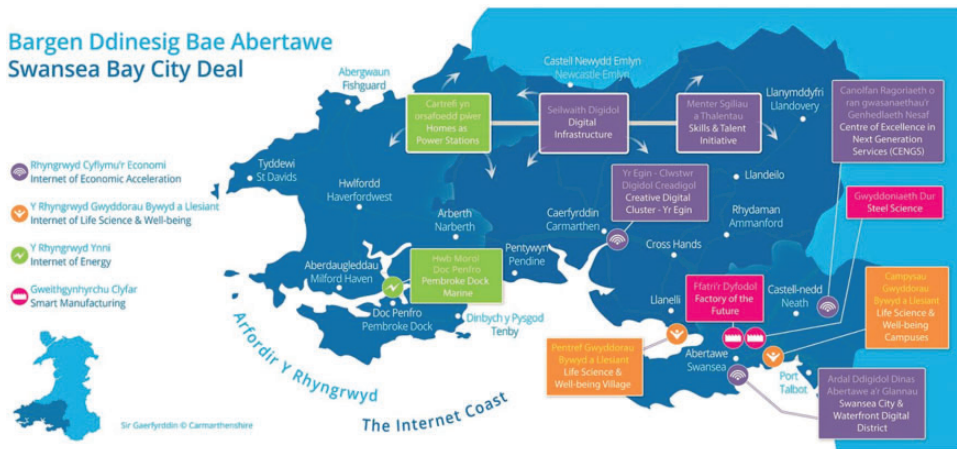 Bargen Ddinesig Bae Abertawe
Swansea Bay City Deal
Rhyngrwyd Cyflymu'r Economi
Internet of Economic Acceleration
Y Rhyngrwyd Gwyddorau Bywyd a Llesiant
Internet of Life Science & Well-being
Y Rhyngrwyd Ynni
Internet of Energy
Gweithgynhyrchu Clyfar
Smart Manufacturing
Sir Gaerfyrddin © Carmarthenshire
Abergwaun
Fishguard
Castell Newydd Emlyn
Newcastle Emlyn
Llanymddyfri
Llandovery
Cartrefi yn
orsafoedd pŵer
Homes as
Power Stations
Seilwaith Digidol
Digital
Infrastructure
Menter Sgiliau
a Thalentau
Skills & Talent
Initiative
Canolfan Ragoriaeth o
ran gwasanaethau'r
Genhedlaeth Nesaf
Centre of Excellence in
Next Generation
Services (CENGS)
Tyddewi
St Davids
Hwlfordd
Haverfordwest
Yr Egin - Clwstwr
Digidol Creadigol
Creative Digital
Cluster - Yr Egin
Llandeilo
Gwyddoniaeth Dur
Steel Science
Arberth
Narberth
Caerfyrddin
Carmarthen
Rhydaman
Ammanford
Cross Hands
Pentywyn
Pendine
Aberdaugleddau
Milford Haven
Hwb Morol
Doc Penfro
Pembroke Dock
Marine
Doc Penfro
Pembroke Dock
Dinbych y Pysgod
Tenby
Llanelli
Ffatri'r Dyfodol
Factory of the
Future
Castell-nedd
Neath
Campysau
Gwyddorau
Bywyd a Llesiant
Life Science &
Well-being
Campuses
Pentref Gwyddorau
Bywyd a Llesiant
Life Science &
Well-being Village
Abertawe
Swansea
Port
Talbot
Ardal Ddigidol Dinas
Abertawe a'r Glannau
Swansea City &
Waterfront Digital
District
Arfordir Y Rhyngrwyd
The Internet Coast